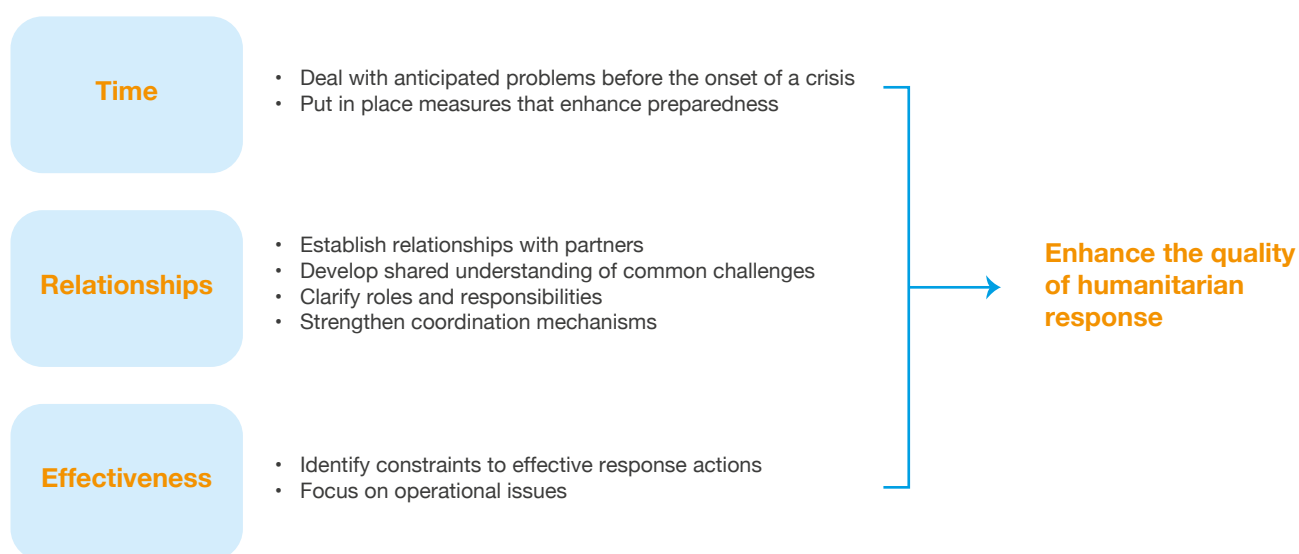 Time
• Deal with anticipated problems before the onset of a crisis
• Put in place measures that enhance preparedness
Relationships
• Establish relationships with partners
• Develop shared understanding of common challenges
• Clarify roles and responsibilities
• Strengthen coordination mechanisms
Effectiveness
• Identify constraints to effective response actions
• Focus on operational issues
Enhance the quality
of humanitarian
response